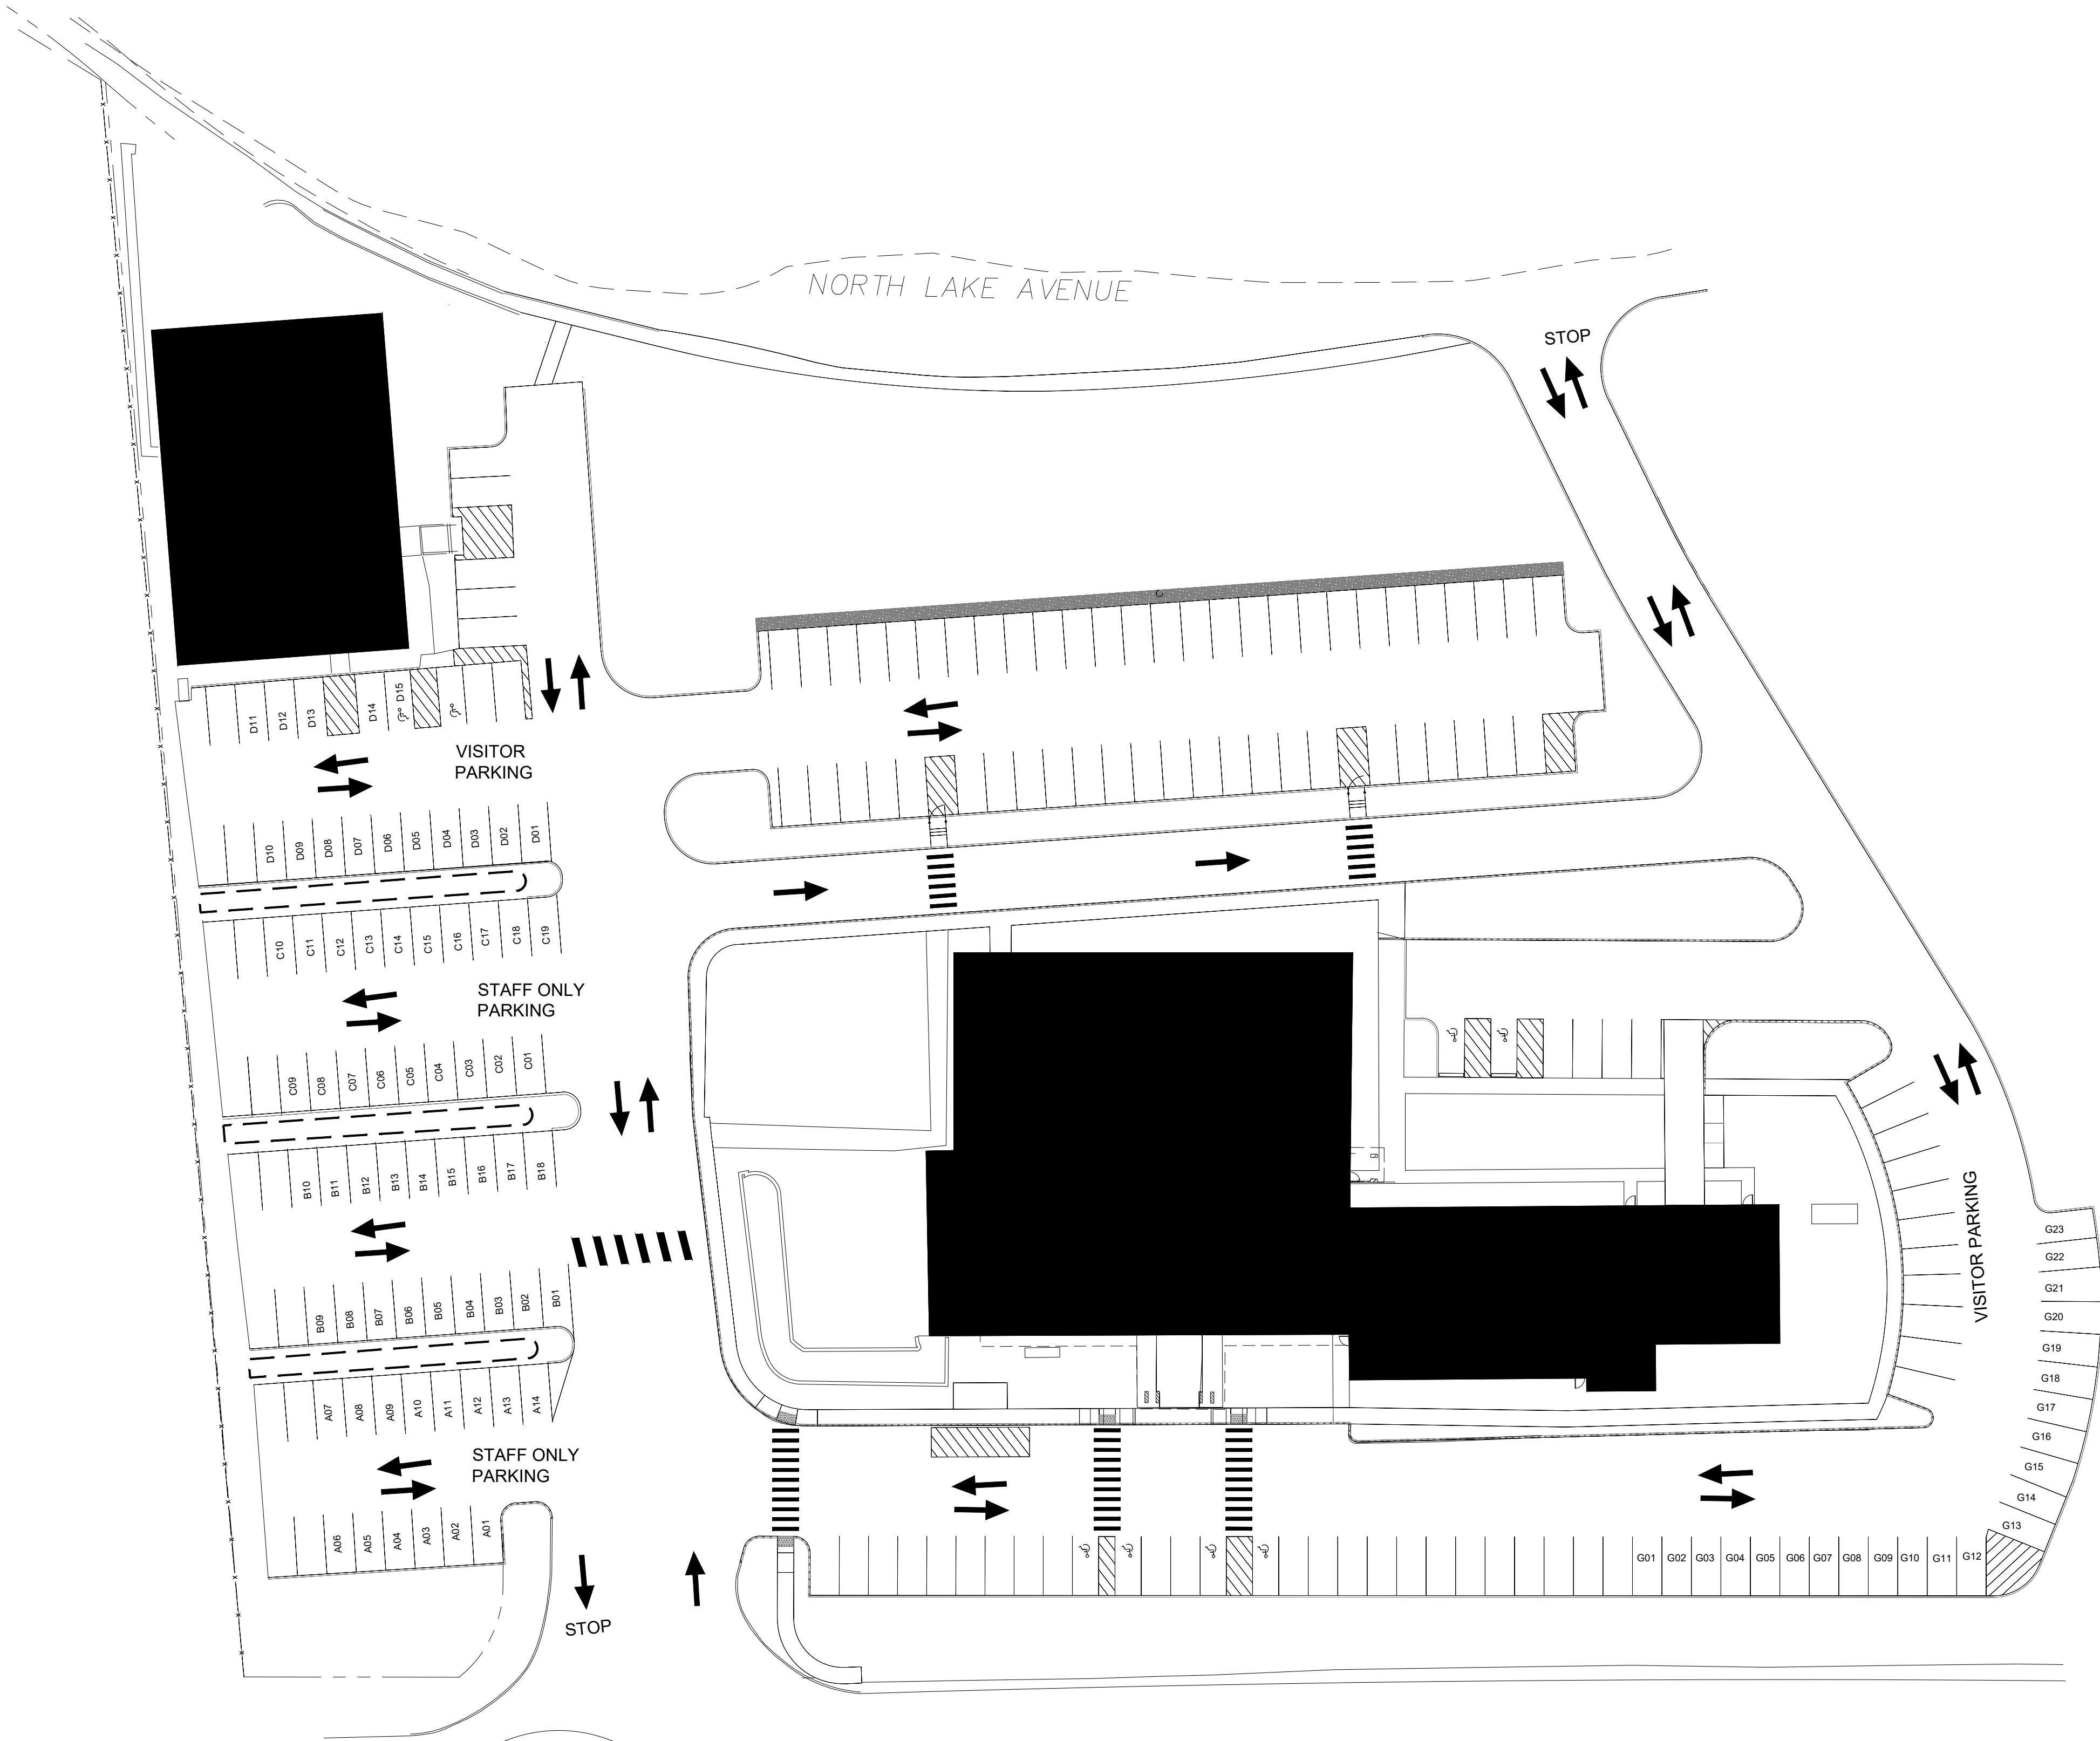 NORTH LAKE AVENUE
STOP
D11
D12
D13
D14
D15
VISITOR
PARKING
D10
D09
D08
D07
D06
D05
D04
D03
D02
D01
C10
C11
C12
C13
C14
C15
C16
C17
C18
C19
STAFF ONLY
PARKING
C09
C08
C07
C06
C05
C04
C03
C02
C01
B10
B11
B12
B13
B14
B15
B16
B17
B18
B09
B08
B07
B06
B05
B04
B03
B02
B01
A07
A08
A09
A10
A11
A12
A13
A14
STAFF ONLY
PARKING
A06
A05
A04
A03
A02
A01
STOP
VISITOR PARKING
G23
G22
G21
G20
G19
G18
G17
G16
G15
G14
G13
G01
G02
G03
G04
G05
G06
G07
G08
G09
G10
G11
G12